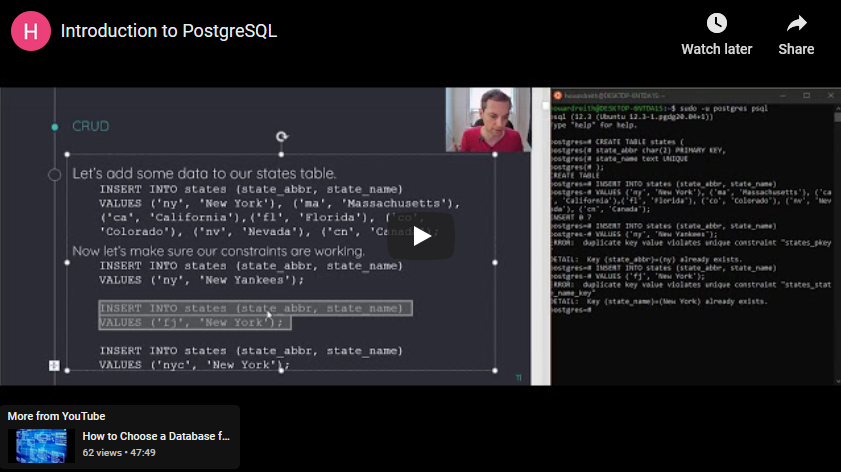 H
Introduction to PostgreSQL
Watch later
Share
CRUD
Let's add some data to our states table.
INSERT INTO states (state_abbr, state_name)
VALUES ('ny', 'New York'), ('ma', 'Massachusetts'),
('ca', 'California'),('fl', 'Florida'), ('co',
'Colorado'), ('nv', 'Nevada'), ('cn', 'Canada');
Now let's make sure our constraints are working.
INSERT INTO states (state_abbr, state_name)
VALUES ('ny', 'New Yankees');
INSERT INTO states (state_abbr, state_name)
VALUES ('fj', 'New York');
INSERT INTO states (state_abbr, state_name)
VALUES ('nyc', 'New York');
11
howardreith@DESKTOP-6NTDA15: ~
howardreith@DESKTOP-6NTDA15:~$ sudo -u postgres psql
psql (12.3 (Ubuntu 12.3-1.pgdg20.04+1))
Type "help" for help.
postgres=# CREATE TABLE states (
postgres(# state_abbr char(2) PRIMARY KEY,
postgres(# state_name text UNIQUE
postgres(# );
CREATE TABLE
postgres=# INSERT INTO states (state_abbr, state_name)
postgres-# VALUES ('ny', 'New York'), ('ma', 'Massachusetts'), ('ca
', 'California'),('fl', 'Florida'), ('co', 'Colorado'), ('nv', 'Nev
ada'), ('cn', 'Canada');
INSERT 0 7
postgres=# INSERT INTO states (state_abbr, state_name)
postgres-# VALUES ('ny', 'New Yankees');
ERROR:  duplicate key value violates unique constraint "states_pkey
"
DETAIL:  Key (state_abbr)=(ny) already exists.
postgres=# INSERT INTO states (state_abbr, state_name)
postgres-# VALUES ('fj', 'New York');
ERROR:  duplicate key value violates unique constraint "states_stat
e_name_key"
DETAIL:  Key (state_name)=(New York) already exists.
postgres=#
More from YouTube
How to Choose a Database f...
62 views • 47:49